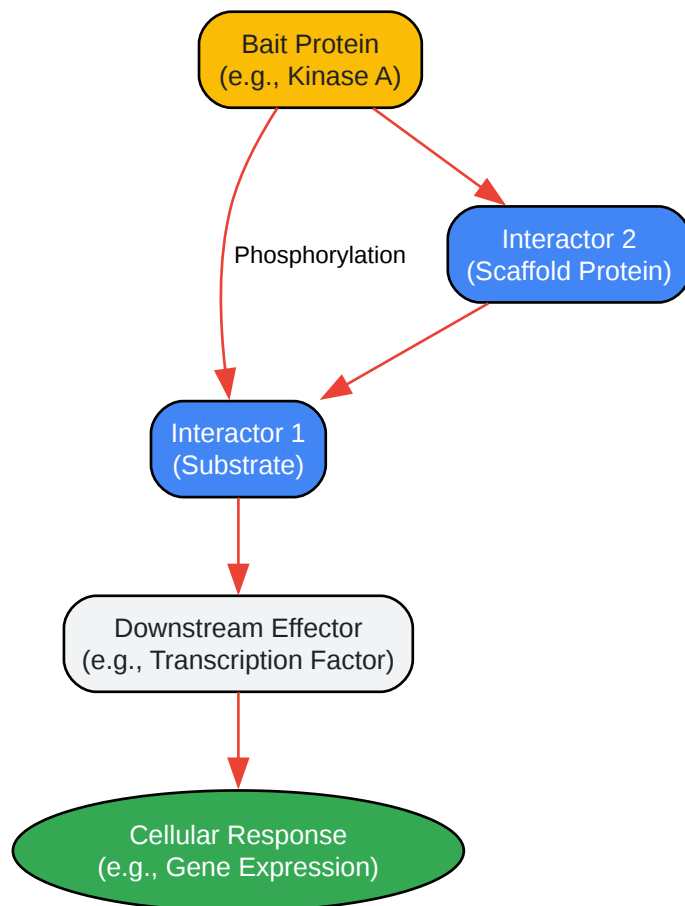 Bait Protein
(e.g., Kinase A)
Interactor 2
(Scaffold Protein)
Phosphorylation
Interactor 1
(Substrate)
Downstream Effector
(e.g., Transcription Factor)
Cellular Response
(e.g., Gene Expression)